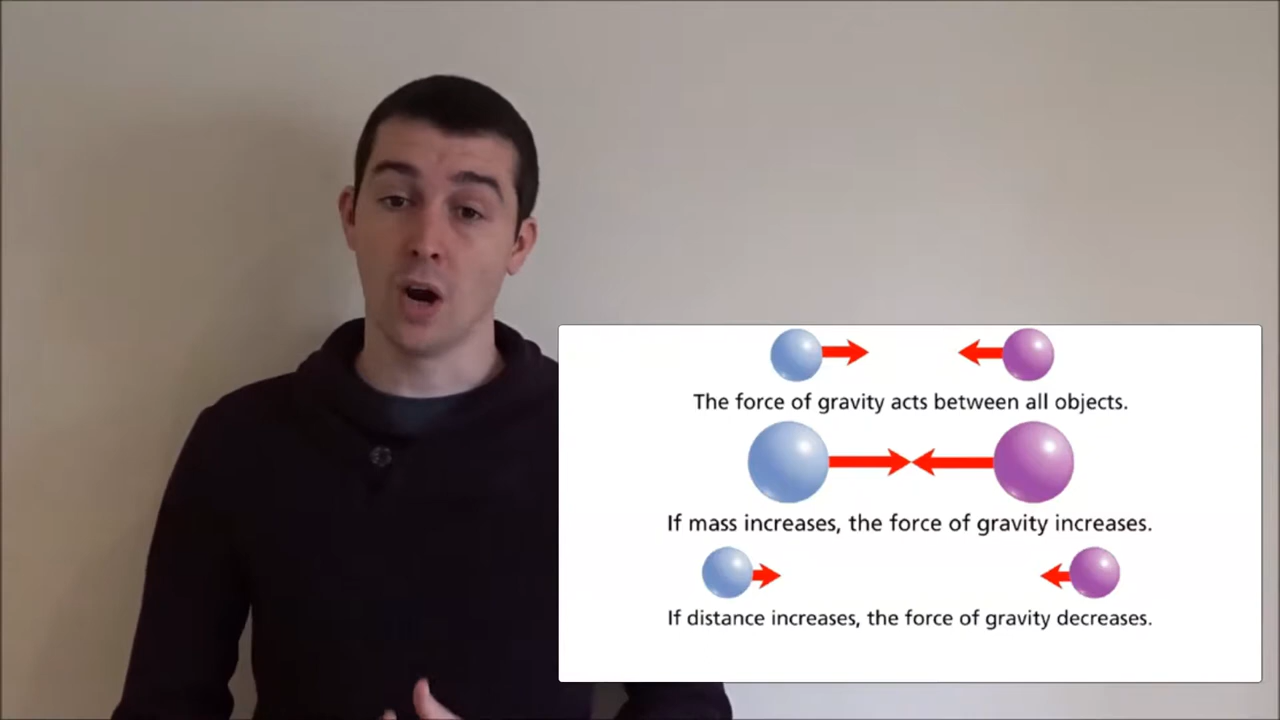 The force of gravity acts between all objects.
If mass increases, the force of gravity increases.
If distance increases, the force of gravity decreases.